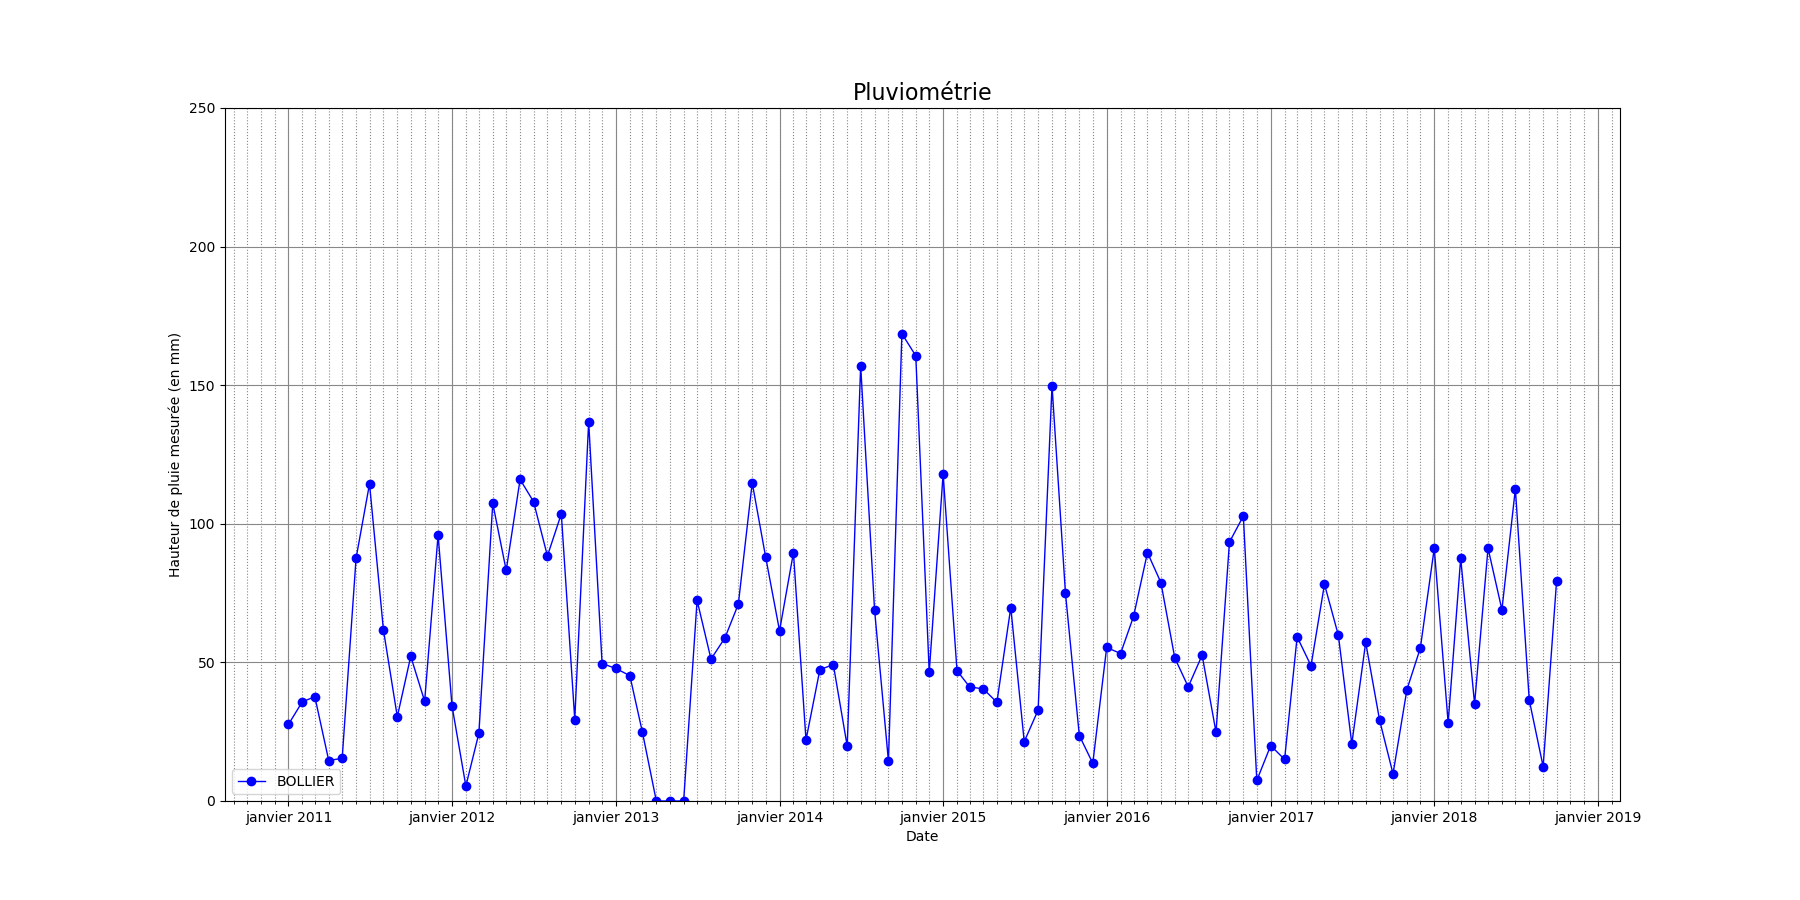 Pluviométrie
250
200
150
100
50
0
Hauteur de pluie mesurée (en mm)
BOLLIER
janvier 2011 janvier 2012 janvier 2013 janvier 2014 janvier 2015 janvier 2016 janvier 2017 janvier 2018 janvier 2019
Date